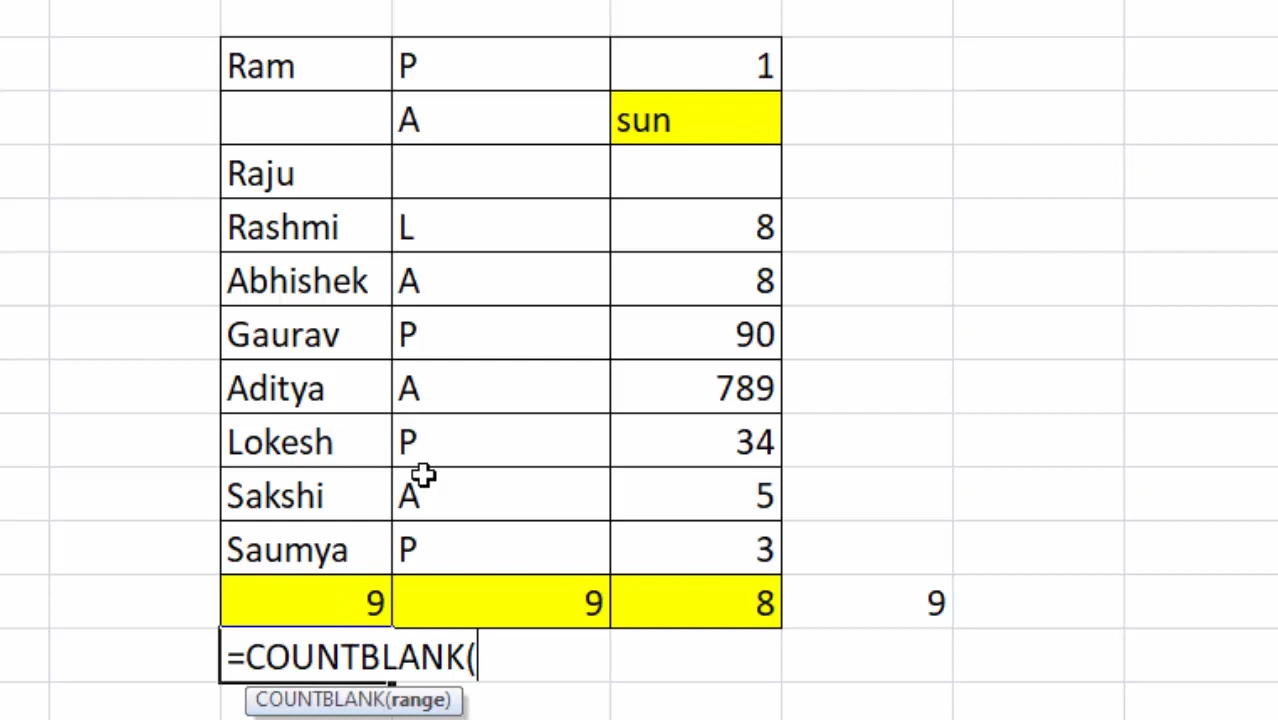 Ram P 1
A sun
Raju
Rashmi L 8
Abhishek A 8
Gaurav P 90
Aditya A 789
Lokesh P 34
Sakshi A 5
Saumya P 3
9 9 8 9
=COUNTBLANK(
COUNTBLANK(range)